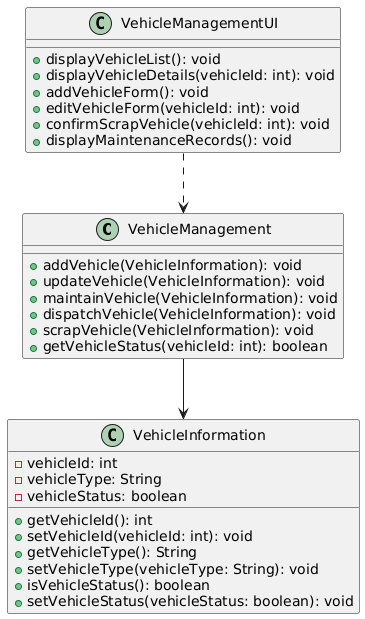 C VehicleManagementUI
displayVehicleList(): void
displayVehicleDetails(vehicleId: int): void
addVehicleForm(): void
editVehicleForm(vehicleId: int): void
confirmScrapVehicle(vehicleId: int): void
displayMaintenanceRecords(): void
C VehicleManagement
addVehicle(VehicleInformation): void
updateVehicle(VehicleInformation): void
maintainVehicle(VehicleInformation): void
dispatchVehicle(VehicleInformation): void
scrapVehicle(VehicleInformation): void
getVehicleStatus(vehicleId: int): boolean
C VehicleInformation
vehicleId: int
vehicleType: String
vehicleStatus: boolean
getVehicleId(): int
setVehicleId(vehicleId: int): void
getVehicleType(): String
setVehicleType(vehicleType: String): void
isVehicleStatus(): boolean
setVehicleStatus(vehicleStatus: boolean): void